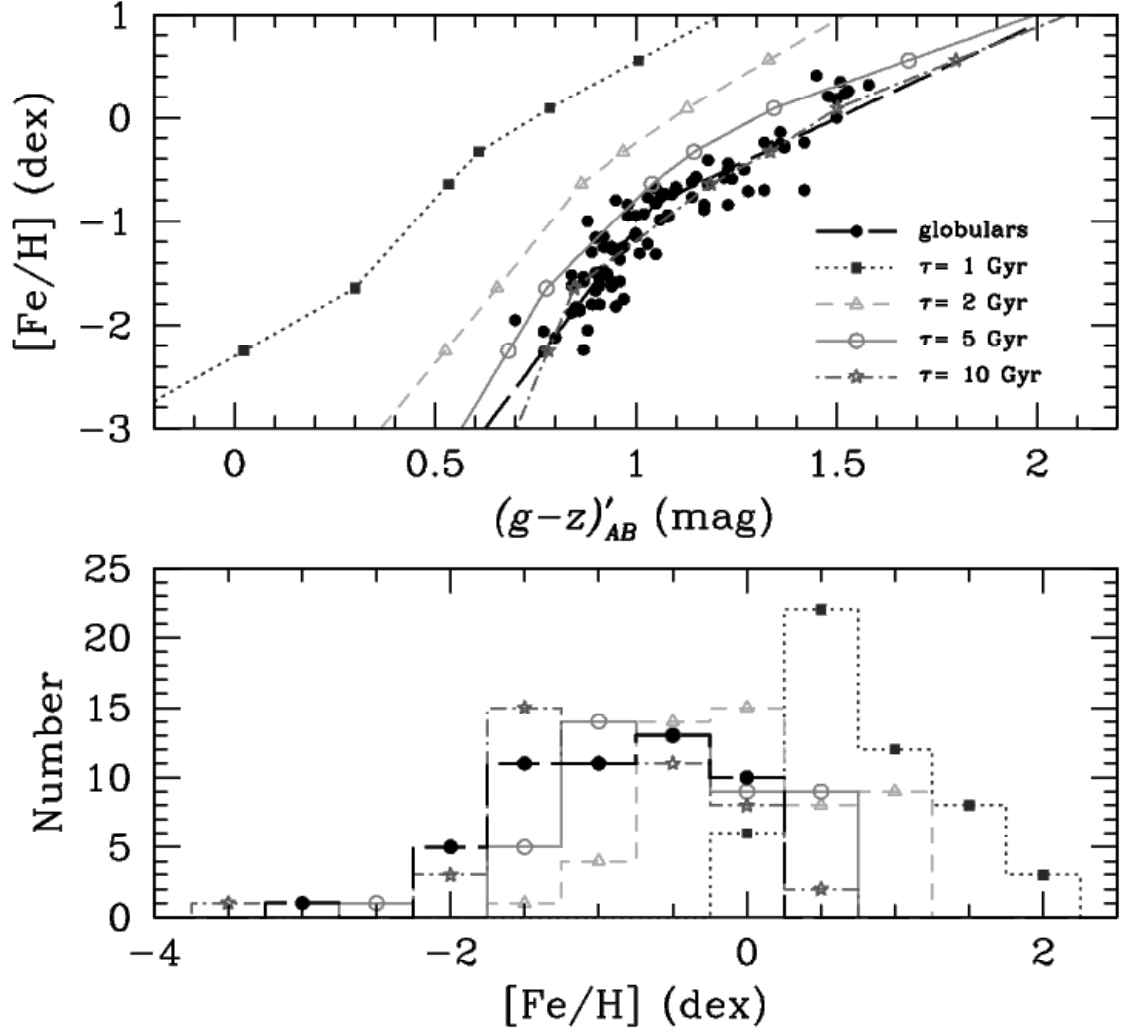 1
0
−1
−2
−3
[Fe/H] (dex)
globulars
τ= 1 Gyr
τ= 2 Gyr
τ= 5 Gyr
τ= 10 Gyr
0 0.5 1 1.5 2
(g−z)′AB (mag)
25
20
15
10
5
0
Number
−4 −2 0 2
[Fe/H] (dex)